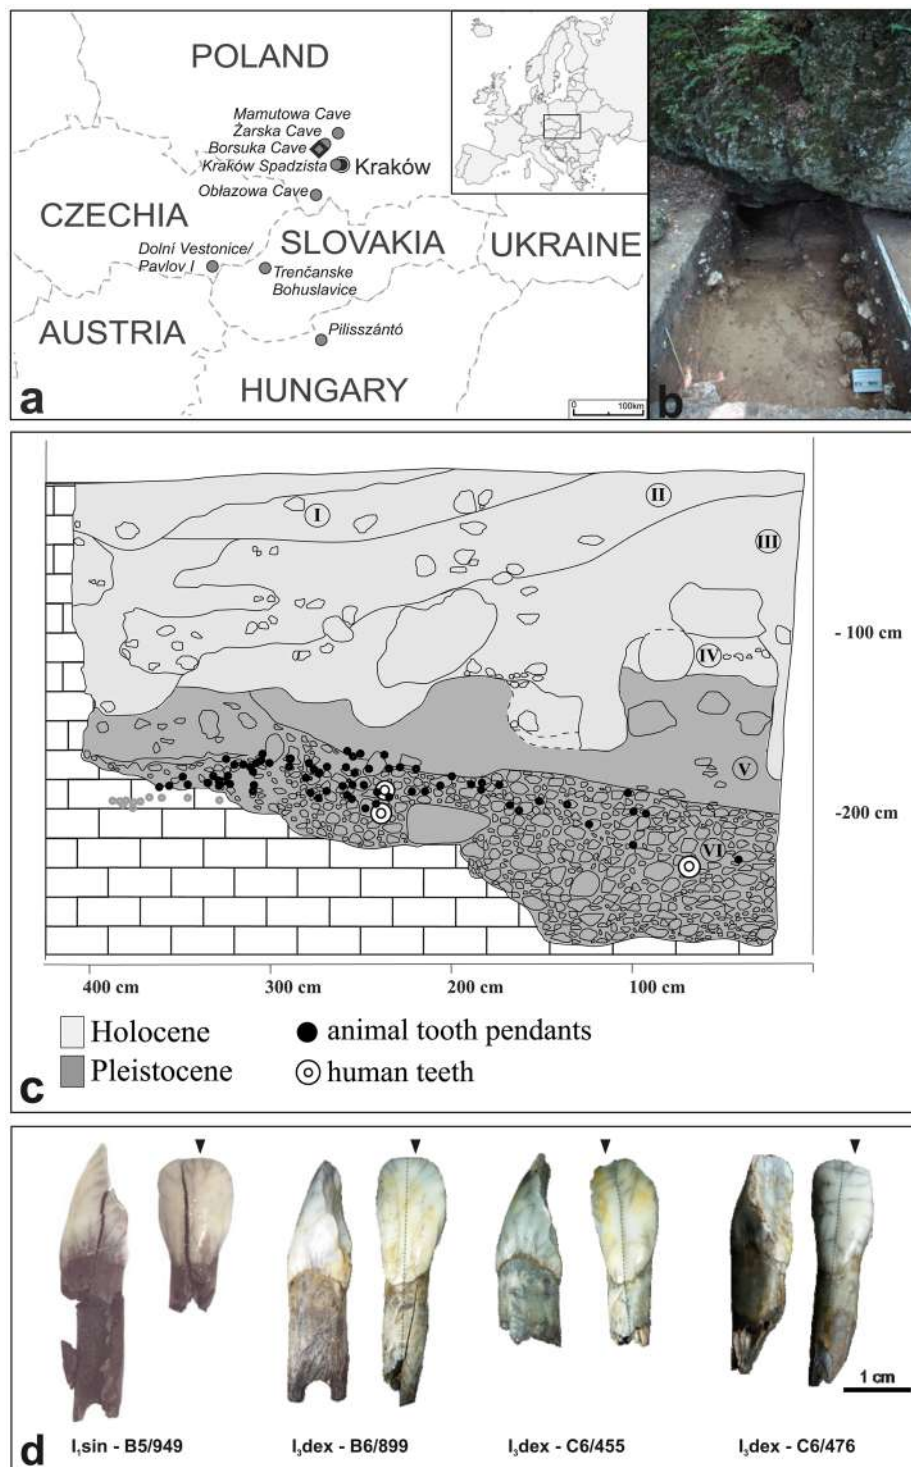 POLAND
Mamutowa Cave
Żarska Cave
Borsuka Cave
Kraków Spadzista
Kraków
Obłazowa Cave
CZECHIA
Dolní Vestonice/
Pavlov I
SLOVAKIA
UKRAINE
Trenčanske
Bohuslavice
AUSTRIA
Pilisszántó
HUNGARY
0 100km
a
b
I
II
III
- 100 cm
IV
V
-200 cm
VI
400 cm 300 cm 200 cm 100 cm
Holocene
animal tooth pendants
Pleistocene
human teeth
c
1 cm
d
I₁sin - B5/949 I₃dex - B6/899 I₃dex - C6/455 I₃dex - C6/476